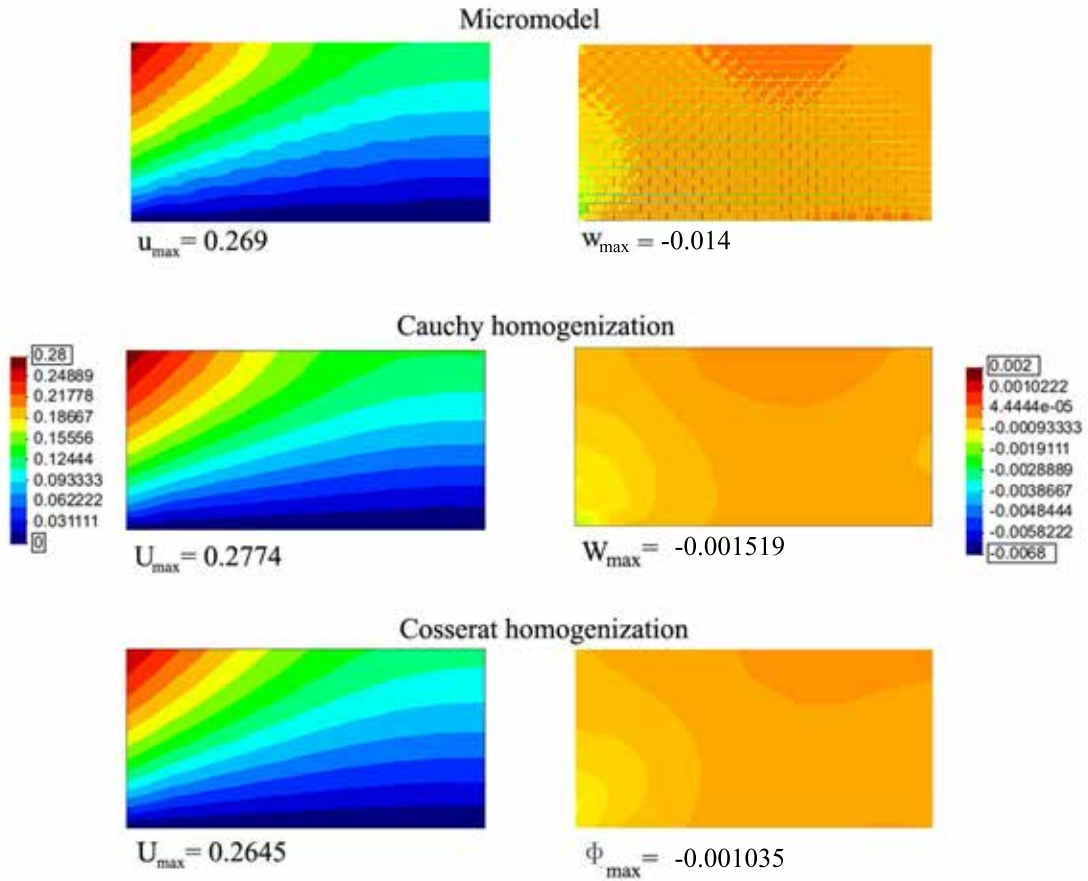 Micromodel
umax= 0.269
wmax = -0.014
Cauchy homogenization
0.28
0.24889
0.21778
0.18667
0.15556
0.12444
0.093333
0.062222
0.031111
0
0.002
0.0010222
4.4444e-05
-0.00093333
-0.0019111
-0.0028889
-0.0038667
-0.0048444
-0.0058222
-0.0068
Umax= 0.2774
Wmax= -0.001519
Cosserat homogenization
Umax= 0.2645
ϕmax= -0.001035